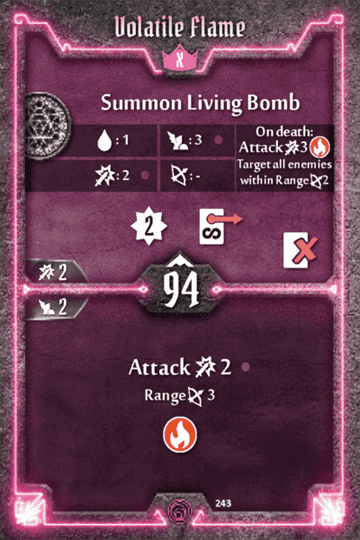 Volatile Flame
X
Summon Living Bomb
: 1
: 3
: 2
: -
On death:
Attack 3
Target all enemies
within Range 2
2
S
2
94
2
Attack 2
Range 3
243